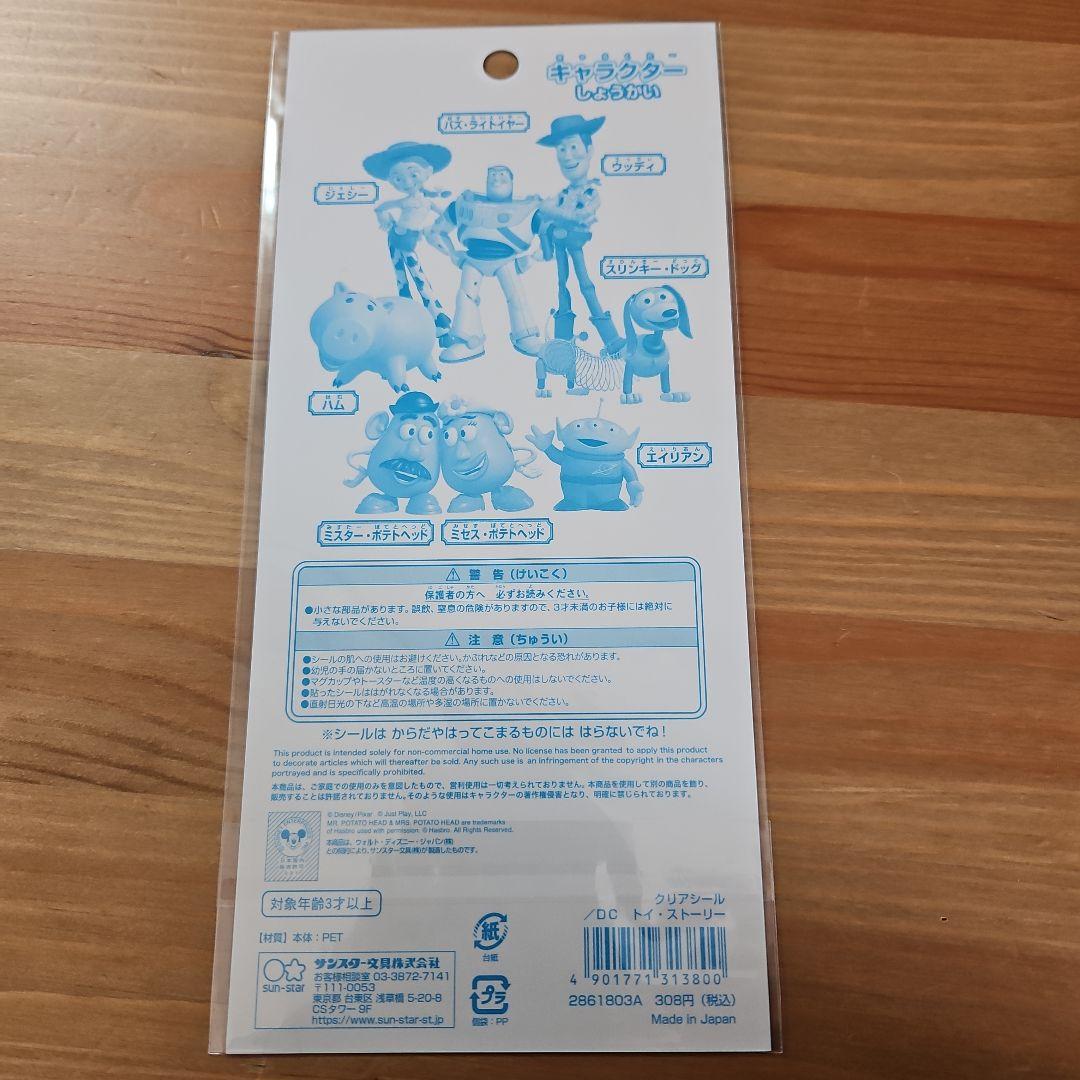 キャラクター
しょうかい
バズ・ライトイヤー
ウッディ
ジェシー
スリンキー・ドッグ
ハム
はむ
エイリアン
えいりあん
みすたー ぽてとへっど
ミスター・ポテトヘッド
みせす ぽてとへっど
ミセス・ポテトヘッド
⚠ 警 告 (けいこく)
保護者の方へ 必ずお読みください。
●小さな部品があります。誤飲、窒息の危険がありますので、3才未満のお子様には絶対に
与えないでください。
⚠ 注 意 (ちゅうい)
●シールの肌への使用はお避けください。かぶれなどの原因となる恐れがあります。
●幼児の手の届かないところに置いてください。
●マグカップやトースターなど温度の高くなるものへの使用はしないでください。
●貼ったシールははがれなくなる場合があります。
●直射日光の下など高温の場所や多湿の場所に置かないでください。
※シールは からだやはってこまるものには はらないでね!
This product is intended solely for non-commercial home use. No license has been granted to apply this product
to decorate articles which will thereafter be sold. Any such use is an infringement of the copyright in the characters
portrayed and is specifically prohibited.
本商品は、ご家庭での使用のみを意図したもので、営利使用は一切考えられておりません。本商品を使用して別の商品を飾り、
販売することは許諾されておりません。そのような使用はキャラクターの著作権侵害となり、明確に禁じられております。
© Disney/Pixar © Just Play, LLC
MR. POTATO HEAD & MRS. POTATO HEAD are trademarks
of Hasbro used with permission. © Hasbro. All Rights Reserved.
本商品は、ウォルト・ディズニー・ジャパン(株)
との契約により、サンスター文具(株)が製造したものです。
対象年齢3才以上
【材質】本体:PET
sun-star
サンスター文具株式会社
お客様相談室 03-3872-7141
〒111-0053
東京都 台東区 浅草橋 5-20-8
CSタワー 9F
https://www.sun-star-st.jp
紙
台紙
プラ
個袋:PP
クリアシール
/DC トイ・ストーリー
4 901771 313800
2861803A 308円(税込)
Made in Japan